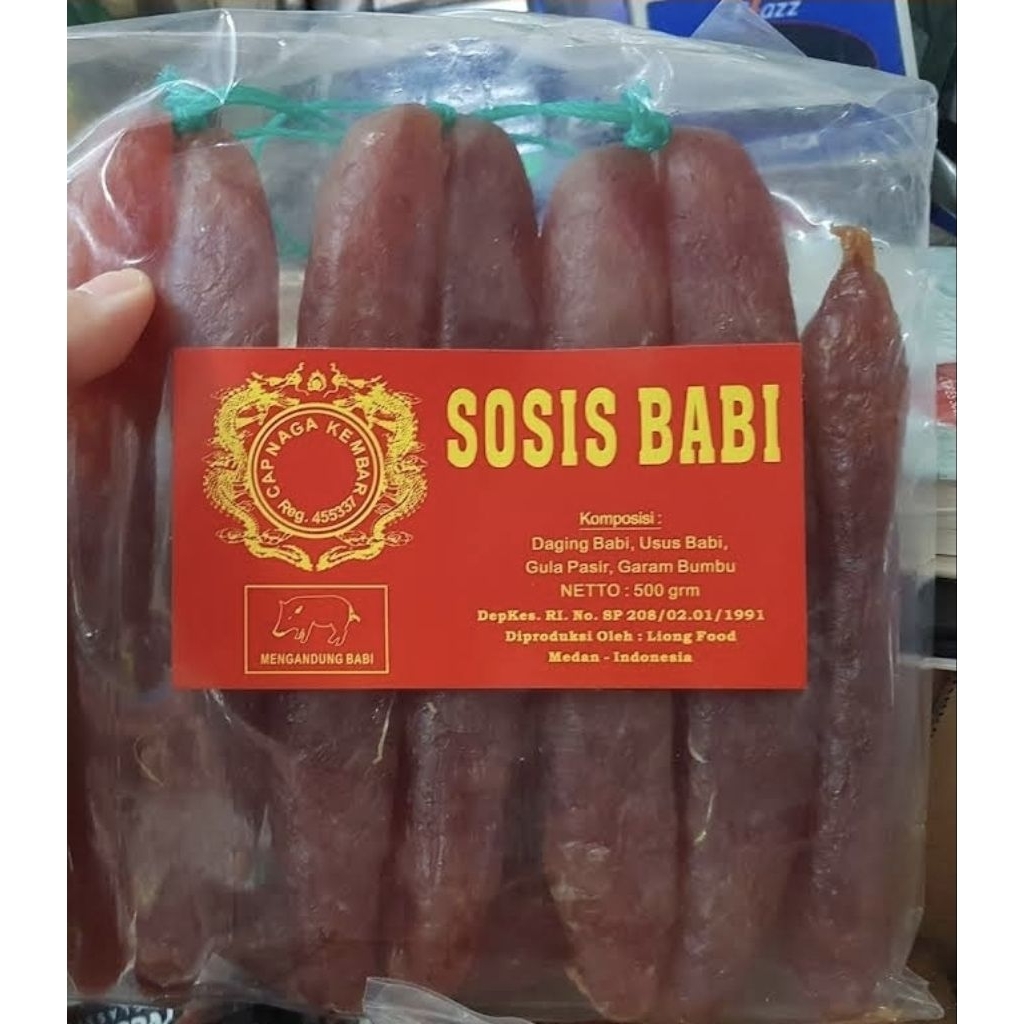 azz
CAP NAGA KEMBAR
Reg. 455337
SOSIS BABI
Komposisi :
Daging Babi, Usus Babi,
Gula Pasir, Garam Bumbu
NETTO : 500 grm
DepKes. RI. No. SP 208/02.01/1991
Diproduksi Oleh : Liong Food
Medan - Indonesia
MENGANDUNG BABI